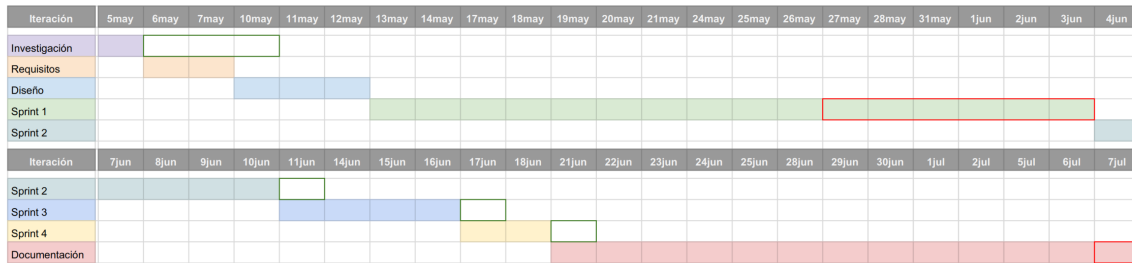 Iteración 5may 6may 7may 10may 11may 12may 13may 14may 17may 18may 19may 20may 21may 24may 25may 26may 27may 28may 31may 1jun 2jun 3jun 4jun
Investigación
Requisitos
Diseño
Sprint 1
Sprint 2
Iteración 7jun 8jun 9jun 10jun 11jun 14jun 15jun 16jun 17jun 18jun 21jun 22jun 23jun 24jun 25jun 28jun 29jun 30jun 1jul 2jul 5jul 6jul 7jul
Sprint 2
Sprint 3
Sprint 4
Documentación